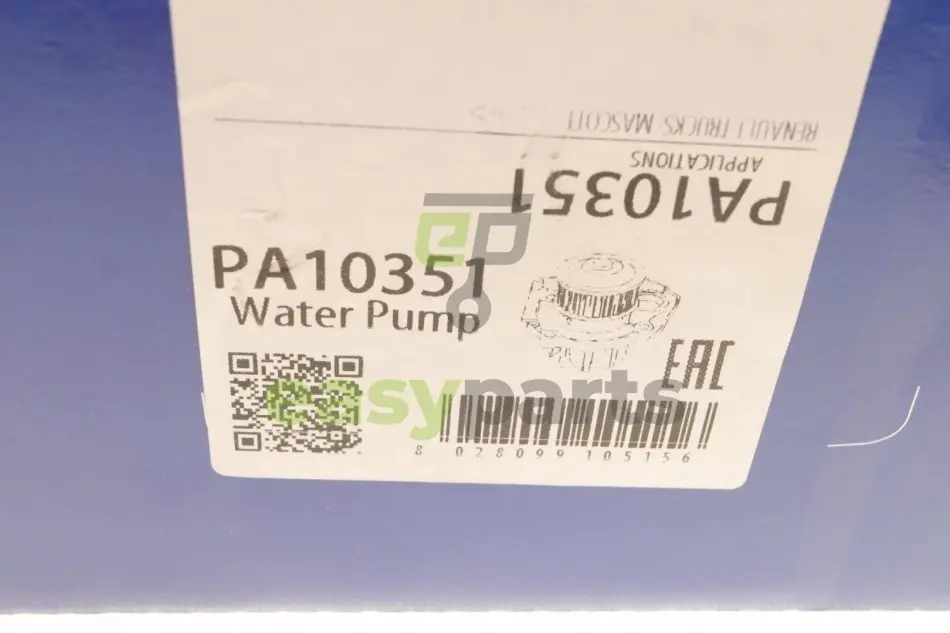 RENAULT TRUCKS: MASCOTT
APPLICATIONS
PA10351
PA10351
Water Pump
EAC
easyparts
8 028099 105156